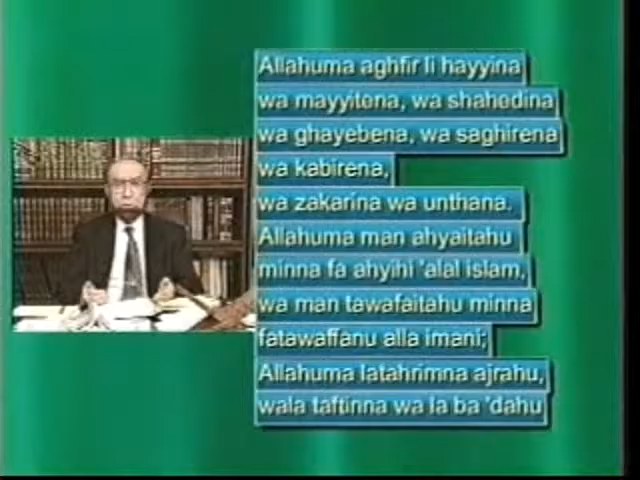 Allahuma aghfir li hayyina
wa mayyitena, wa shahedina
wa ghayebena, wa saghirena
wa kabirena,
wa zakarina wa unthana.
Allahuma man ahyaitahu
minna fa ahyihi 'alal islam,
wa man tawafaitahu minna
fatawaffanu alla imani;
Allahuma latahrimna ajrahu,
wala taftinna wa la ba 'dahu